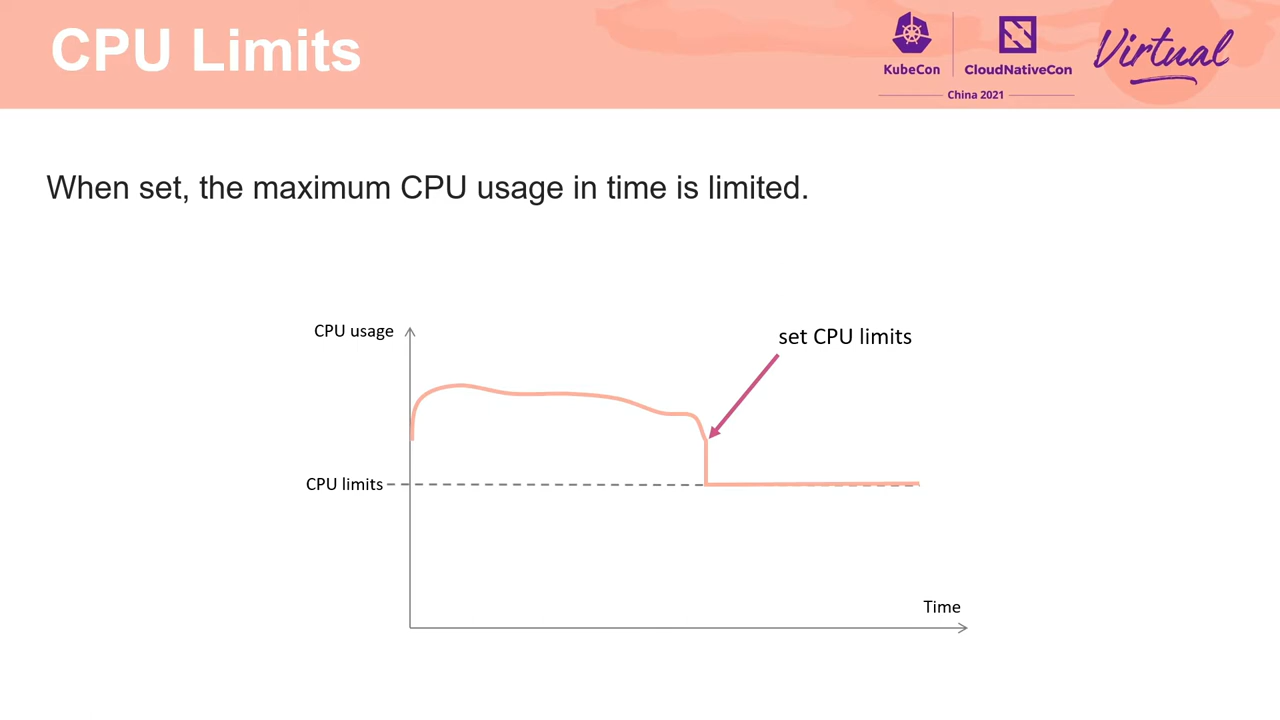 CPU Limits
KubeCon
CloudNativeCon
China 2021
Virtual
When set, the maximum CPU usage in time is limited.
CPU usage
set CPU limits
CPU limits
Time